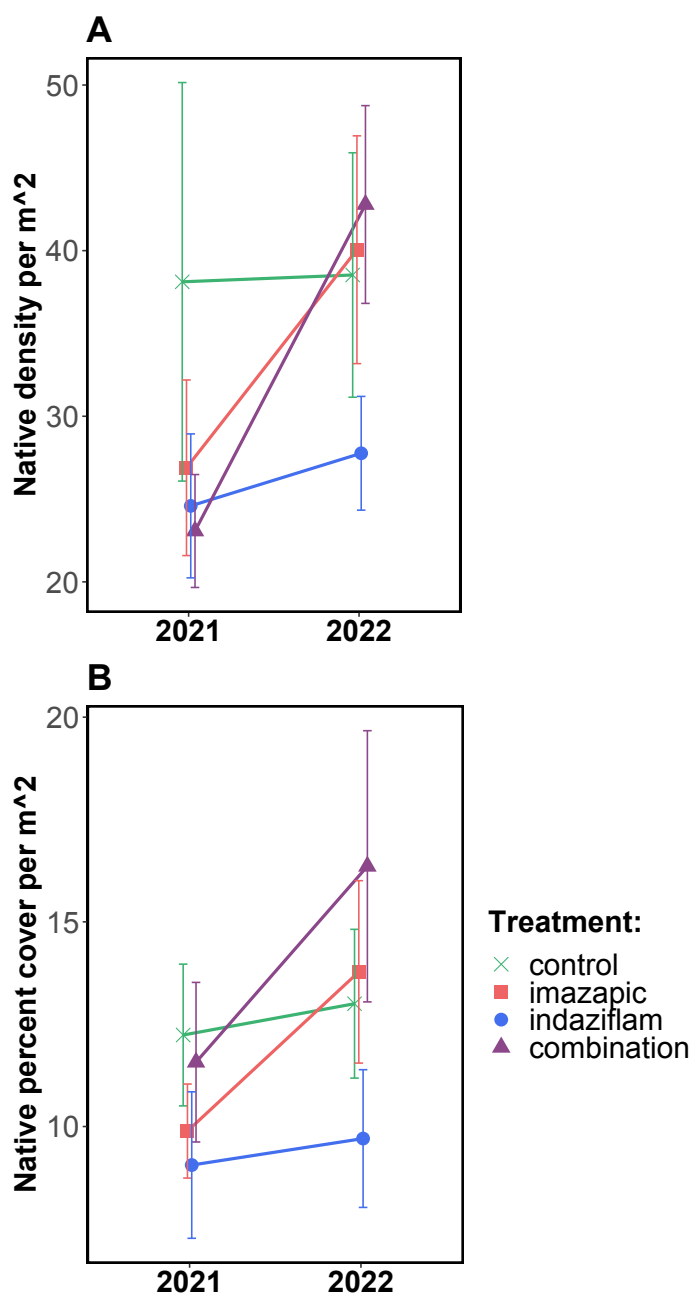 A
Native density per m^2
50
40
30
20
2021 2022
B
Native percent cover per m^2
20
15
10
2021 2022
Treatment:
control
imazapic
indaziflam
combination